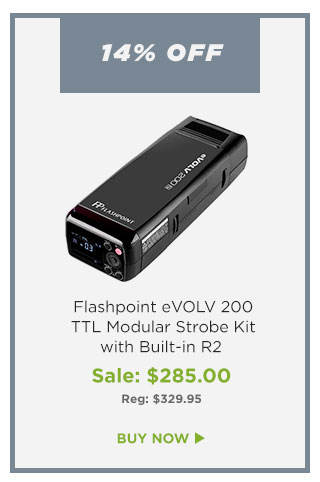 14% OFF
eVOLV 200
FLASHPOINT
Flashpoint eVOLV 200
TTL Modular Strobe Kit
with Built-in R2
Sale: $285.00
Reg: $329.95
BUY NOW